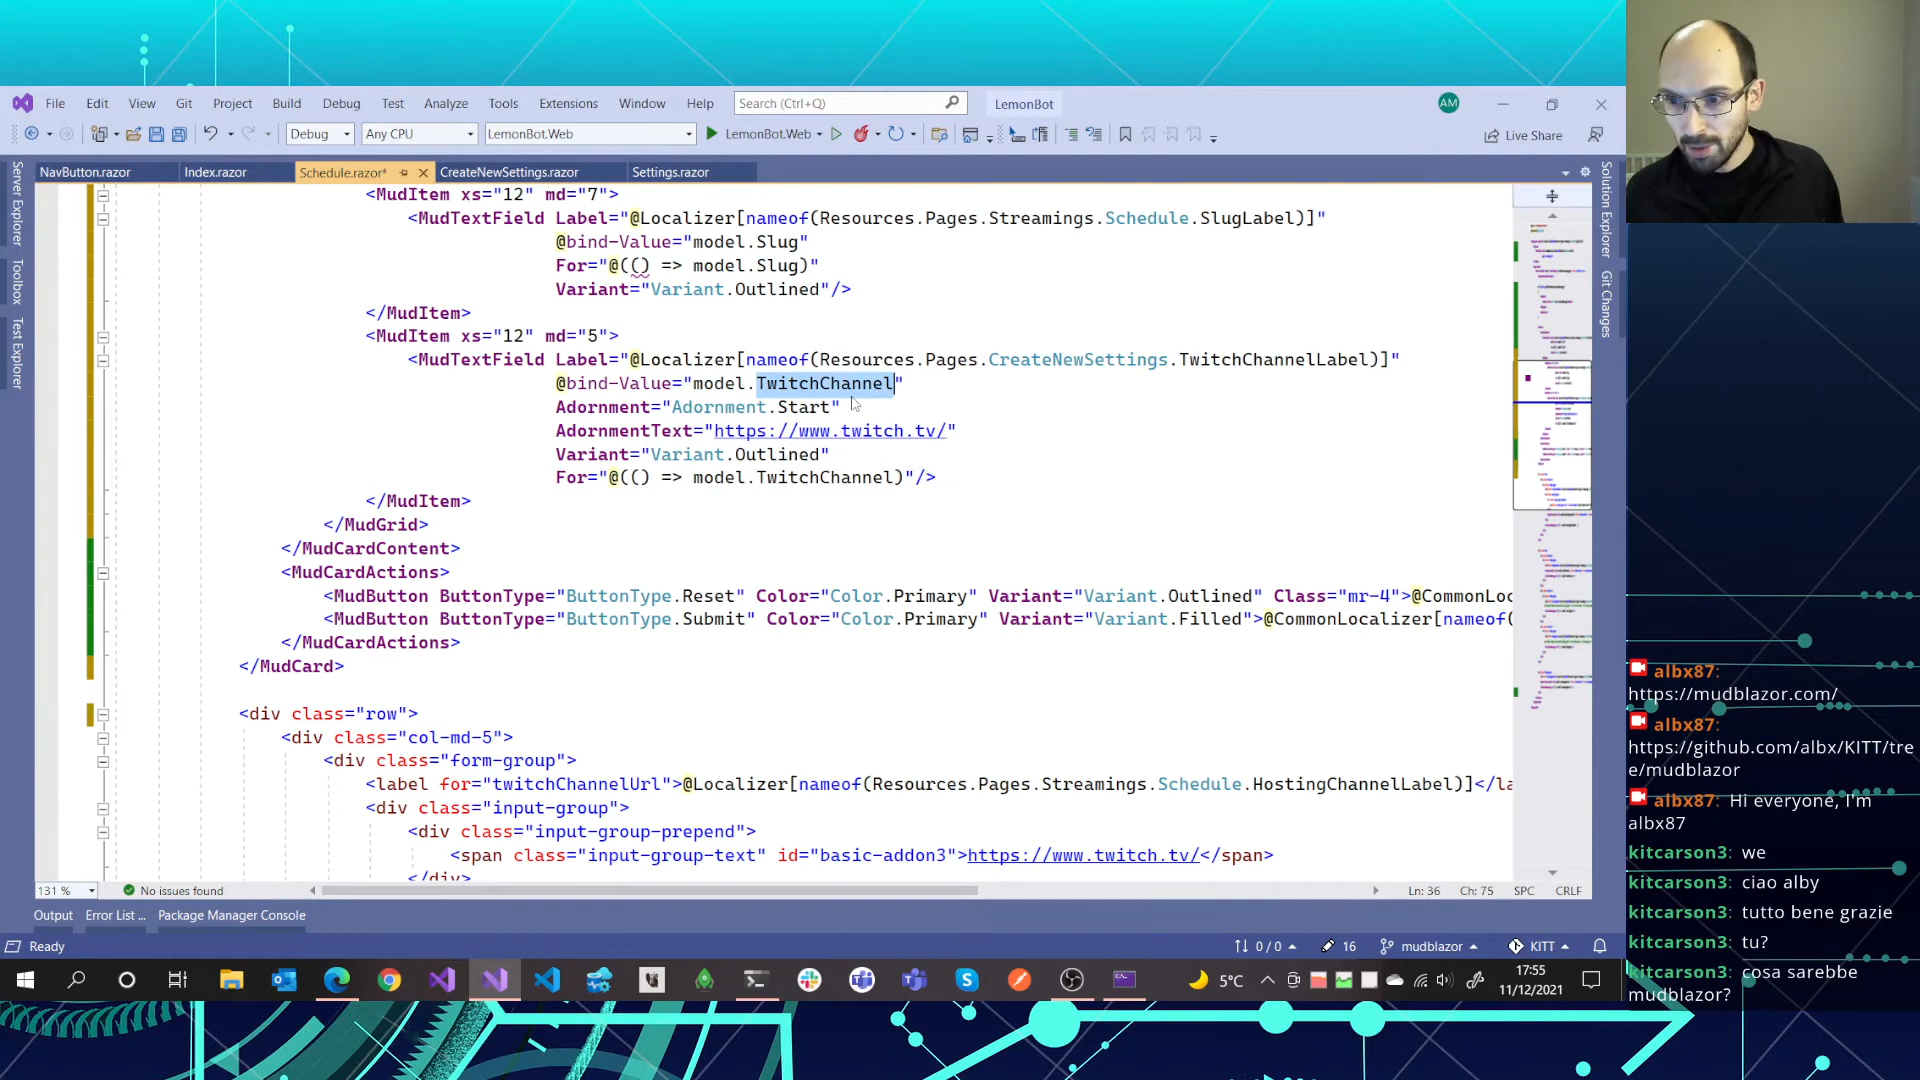 File Edit View Git Project Build Debug Test Analyze Tools Extensions Window Help Search (Ctrl+Q) LemonBot AM
Debug Any CPU LemonBot.Web LemonBot.Web Live Share
NavButton.razor Index.razor Schedule.razor* CreateNewSettings.razor Settings.razor
Server Explorer
Toolbox
Test Explorer
Solution Explorer
Git Changes
<MudItem xs="12" md="7">
<MudTextField Label="@Localizer[nameof(Resources.Pages.Streamings.Schedule.SlugLabel)]"
@bind-Value="model.Slug"
For="@(() => model.Slug)"
Variant="Variant.Outlined"/>
</MudItem>
<MudItem xs="12" md="5">
<MudTextField Label="@Localizer[nameof(Resources.Pages.CreateNewSettings.TwitchChannelLabel)]"
@bind-Value="model.TwitchChannel"
Adornment="Adornment.Start"
AdornmentText="https://www.twitch.tv/"
Variant="Variant.Outlined"
For="@(() => model.TwitchChannel)"/>
</MudItem>
</MudGrid>
</MudCardContent>
<MudCardActions>
<MudButton ButtonType="ButtonType.Reset" Color="Color.Primary" Variant="Variant.Outlined" Class="mr-4">@CommonLoc
<MudButton ButtonType="ButtonType.Submit" Color="Color.Primary" Variant="Variant.Filled">@CommonLocalizer[nameof(
</MudCardActions>
</MudCard>
<div class="row">
<div class="col-md-5">
<div class="form-group">
<label for="twitchChannelUrl">@Localizer[nameof(Resources.Pages.Streamings.Schedule.HostingChannelLabel)]</la
<div class="input-group">
<div class="input-group-prepend">
<span class="input-group-text" id="basic-addon3">https://www.twitch.tv/</span>
</div>
131 % No issues found Ln: 36 Ch: 75 SPC CRLF
Output Error List ... Package Manager Console
Ready 0 / 0 16 mudblazor KITT
5°C 17:55
11/12/2021
albx87:
https://mudblazor.com/
albx87:
https://github.com/albx/KITT/tre
e/mudblazor
albx87: Hi everyone, I'm
albx87
kitcarson3: we
kitcarson3: ciao alby
kitcarson3: tutto bene grazie
kitcarson3: tu?
kitcarson3: cosa sarebbe
mudblazor?